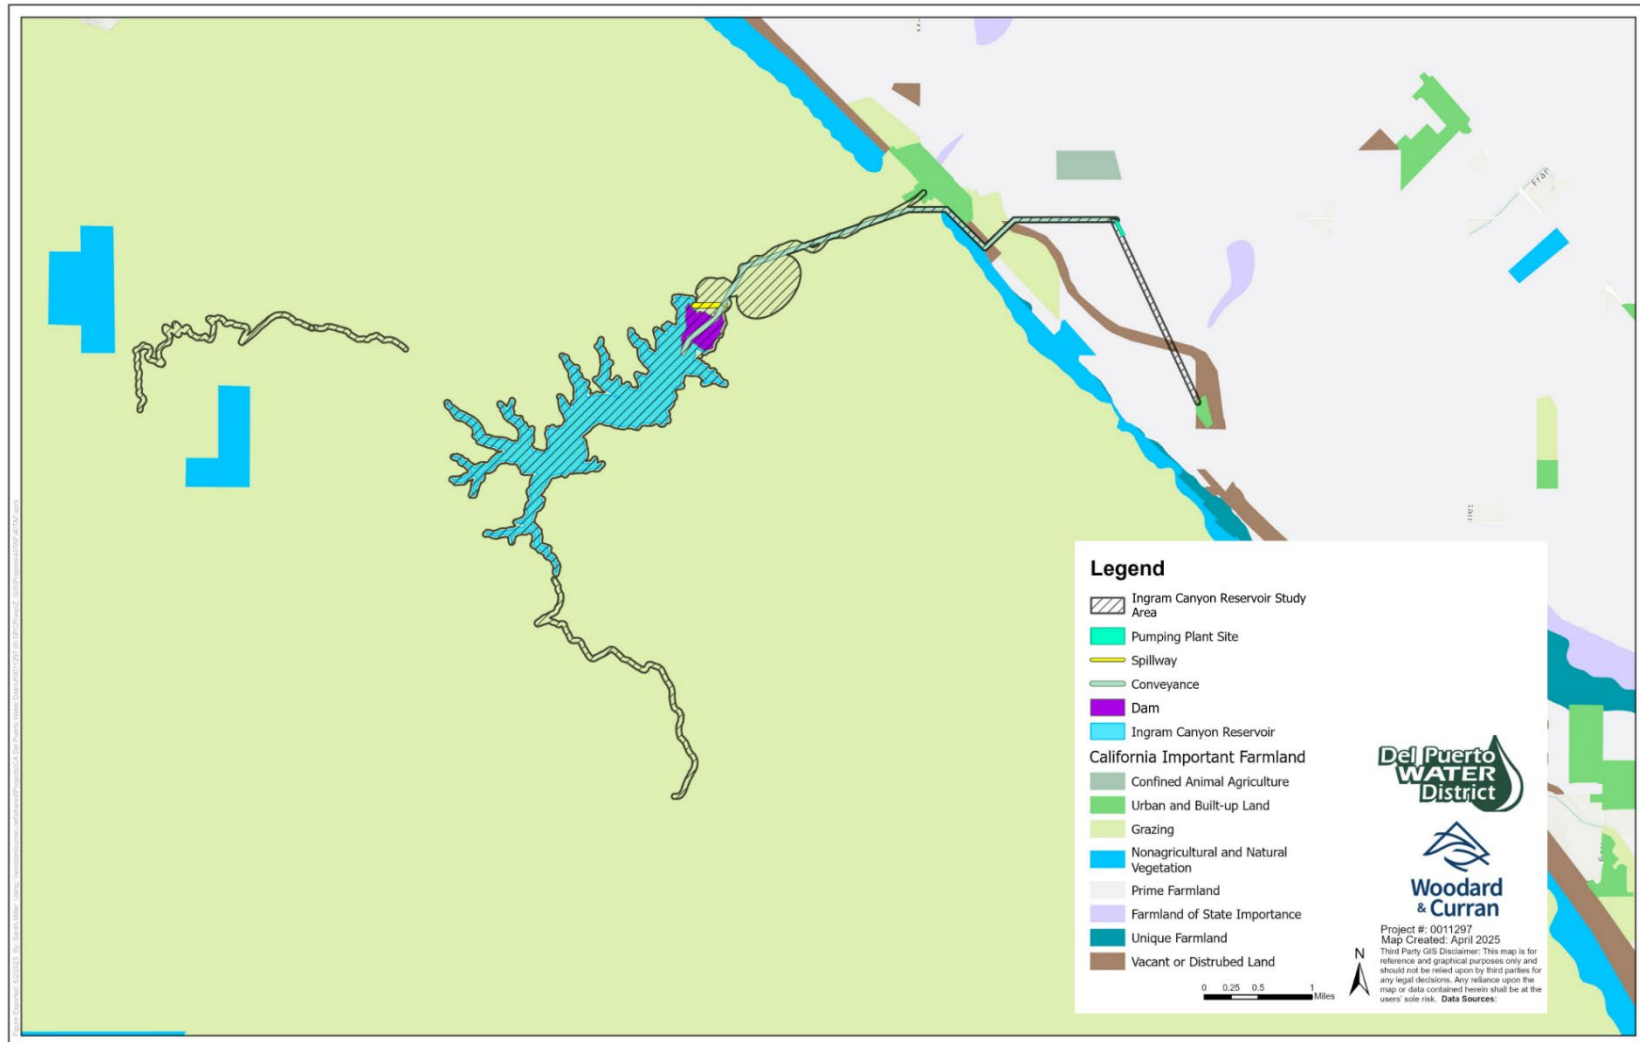 Fran
Legend
Ingram Canyon Reservoir Study
Area
Pumping Plant Site
Spillway
Conveyance
Dam
Ingram Canyon Reservoir
California Important Farmland
Confined Animal Agriculture
Urban and Built-up Land
Grazing
Nonagricultural and Natural
Vegetation
Prime Farmland
Farmland of State Importance
Unique Farmland
Vacant or Distrubed Land
0 0.25 0.5 1
Miles
N
Del Puerto
WATER
District
Woodard
& Curran
Project #: 0011297
Map Created: April 2025
Third Party GIS Disclaimer: This map is for
reference and graphical purposes only and
should not be relied upon by third parties for
any legal decisions. Any reliance upon the
map or data contained herein shall be at the
users' sole risk. Data Sources: